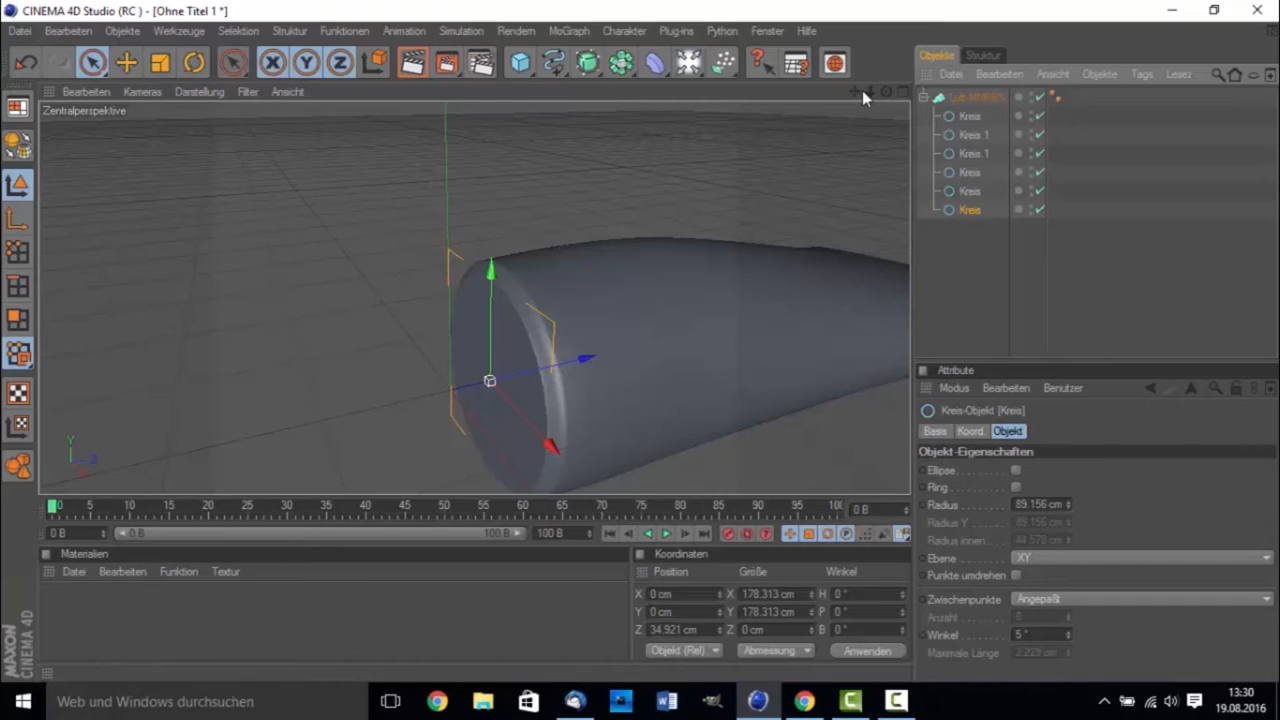 CINEMA 4D Studio (RC ) - [Ohne Titel 1 *]
Datei Bearbeiten Objekte Werkzeuge Selektion Struktur Funktionen Animation Simulation Rendern MoGraph Charakter Plug-ins Python Fenster Hilfe
X Y Z
Objekte Struktur
Datei Bearbeiten Ansicht Objekte Tags Lesez
Bearbeiten Kameras Darstellung Filter Ansicht
Zentralperspektive
Kreis
Kreis.1
Kreis.1
Kreis
Kreis
Kreis
Y
Z
Attribute
Modus Bearbeiten Benutzer
Kreis-Objekt [Kreis]
Basis Koord. Objekt
Objekt-Eigenschaften
Ellipse
Ring
Radius 89.156 cm
Radius Y 89.156 cm
Radius innen 44.578 cm
Ebene XY
Punkte umdrehen
Zwischenpunkte Angepaßt
Anzahl 6
Winkel 5 °
Maximale Länge 2.229 cm
0 5 10 15 20 25 30 35 40 45 50 55 60 65 70 75 80 85 90 95 100 0 B
0 B 0 B 100 B 100 B
Materialien
Datei Bearbeiten Funktion Textur
Koordinaten
Position Größe Winkel
X 0 cm X 178.313 cm H 0 °
Y 0 cm Y 178.313 cm P 0 °
Z 34.921 cm Z 0 cm B 0 °
Objekt (Rel) Abmessung Anwenden
MAXON
CINEMA 4D
Web und Windows durchsuchen
13:30
19.08.2016